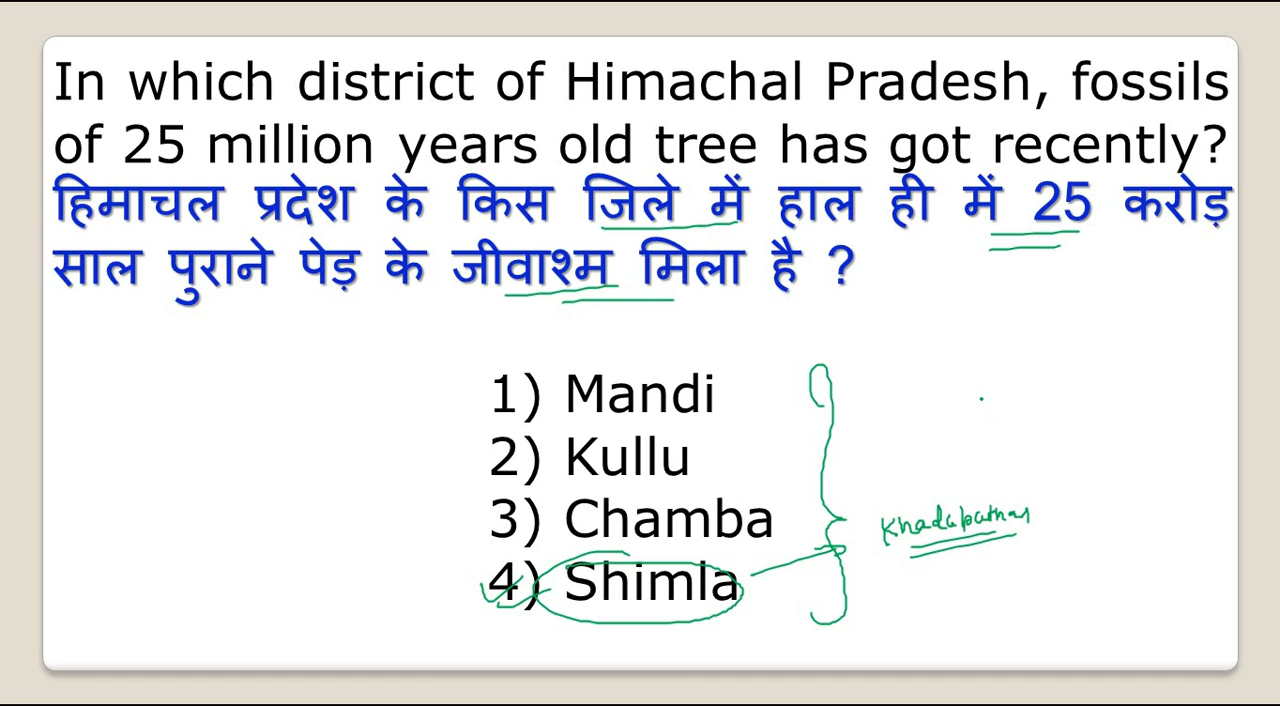 In which district of Himachal Pradesh, fossils
of 25 million years old tree has got recently?
हिमाचल प्रदेश के किस जिले में हाल ही में 25 करोड़
साल पुराने पेड़ के जीवाश्म मिला है ?
1) Mandi
2) Kullu
3) Chamba
Khadapathar
4) Shimla